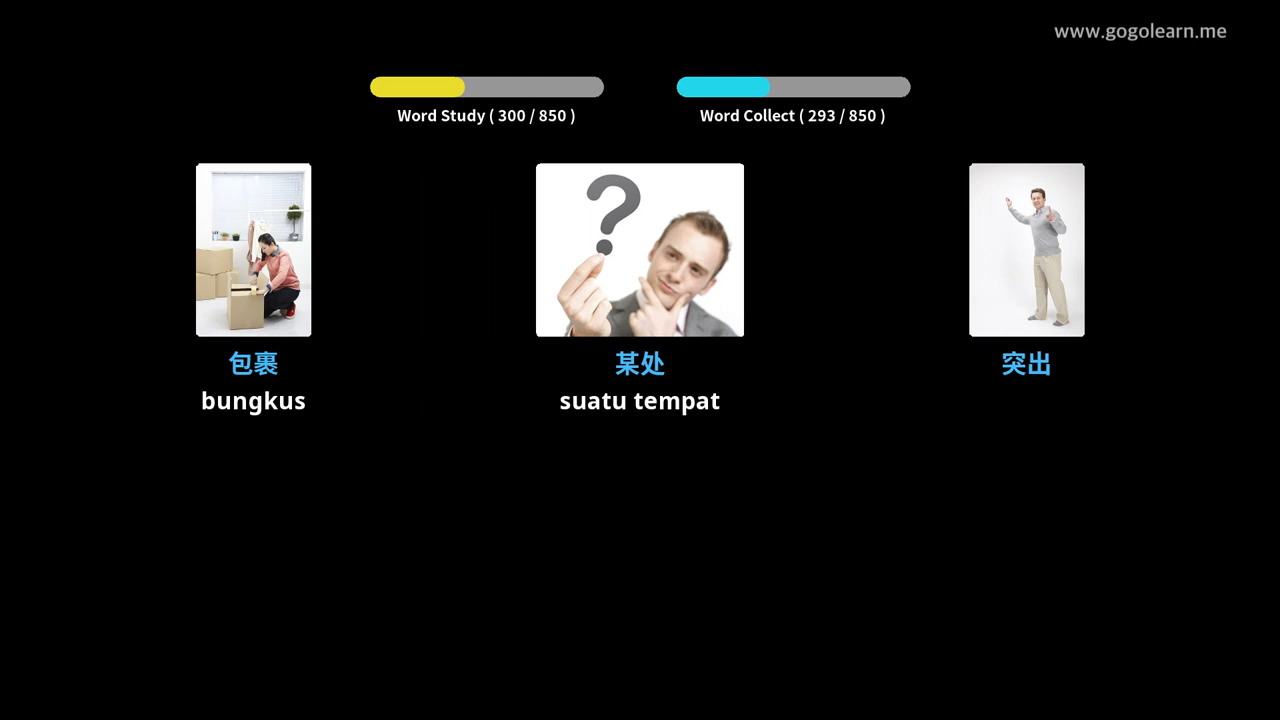 www.gogolearn.me
Word Study ( 300 / 850 )
Word Collect ( 293 / 850 )
包裹
某处
突出
bungkus
suatu tempat